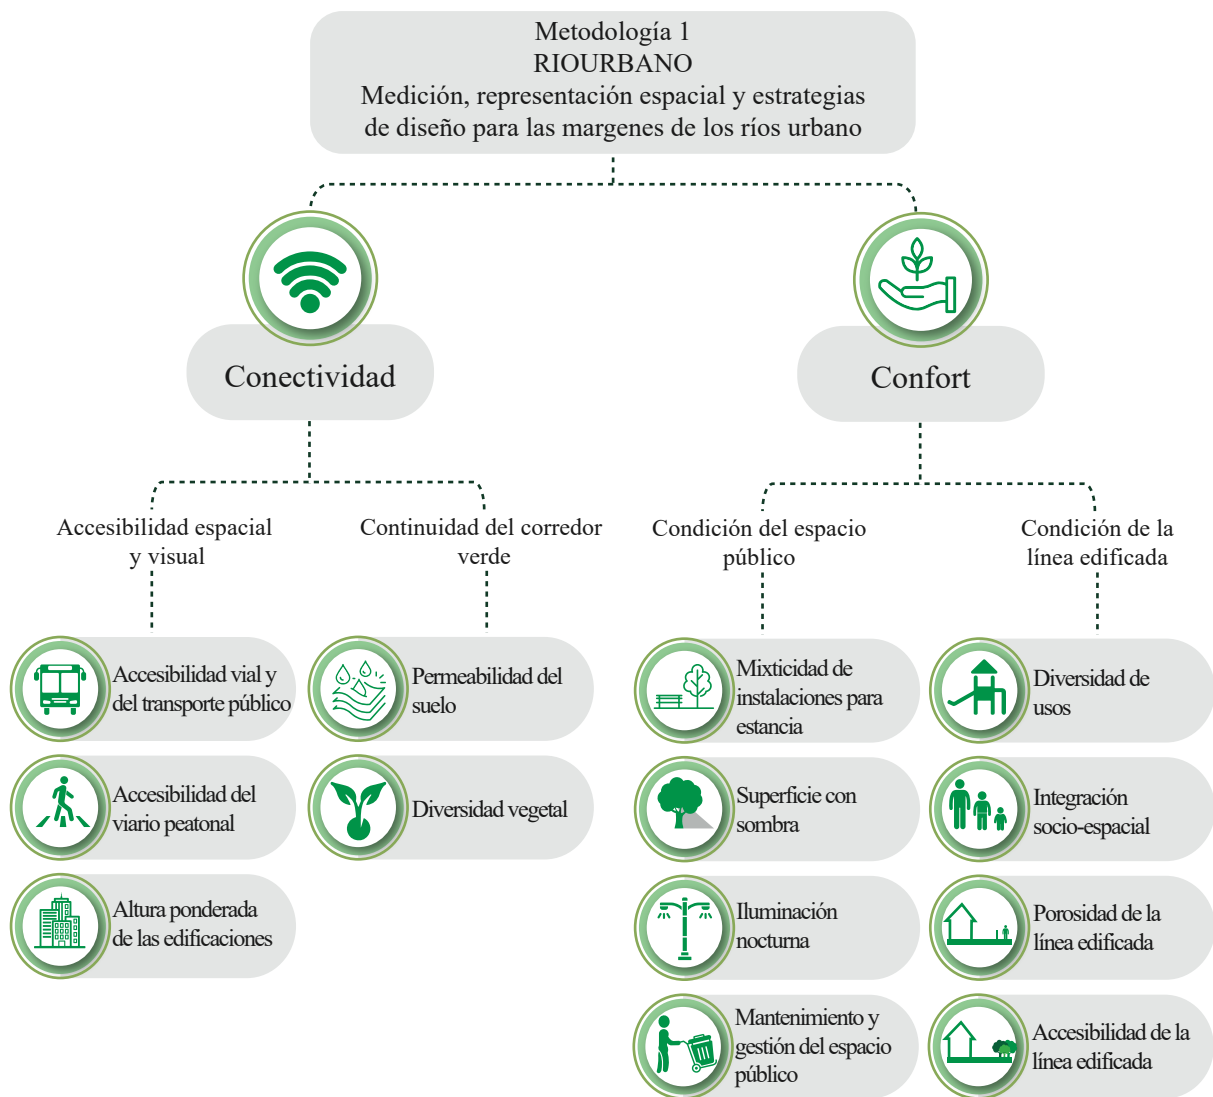 Metodología 1
RIOURBANO
Medición, representación espacial y estrategias
de diseño para las margenes de los ríos urbano
Conectividad
Confort
Accesibilidad espacial
y visual
Continuidad del corredor
verde
Condición del espacio
público
Condición de la
línea edificada
Accesibilidad vial y
del transporte público
Accesibilidad del
viario peatonal
Altura ponderada
de las edificaciones
Permeabilidad del
suelo
Diversidad vegetal
Mixticidad de
instalaciones para
estancia
Superficie con
sombra
Iluminación
nocturna
Mantenimiento y
gestión del espacio
público
Diversidad de
usos
Integración
socio-espacial
Porosidad de la
línea edificada
Accesibilidad de la
línea edificada